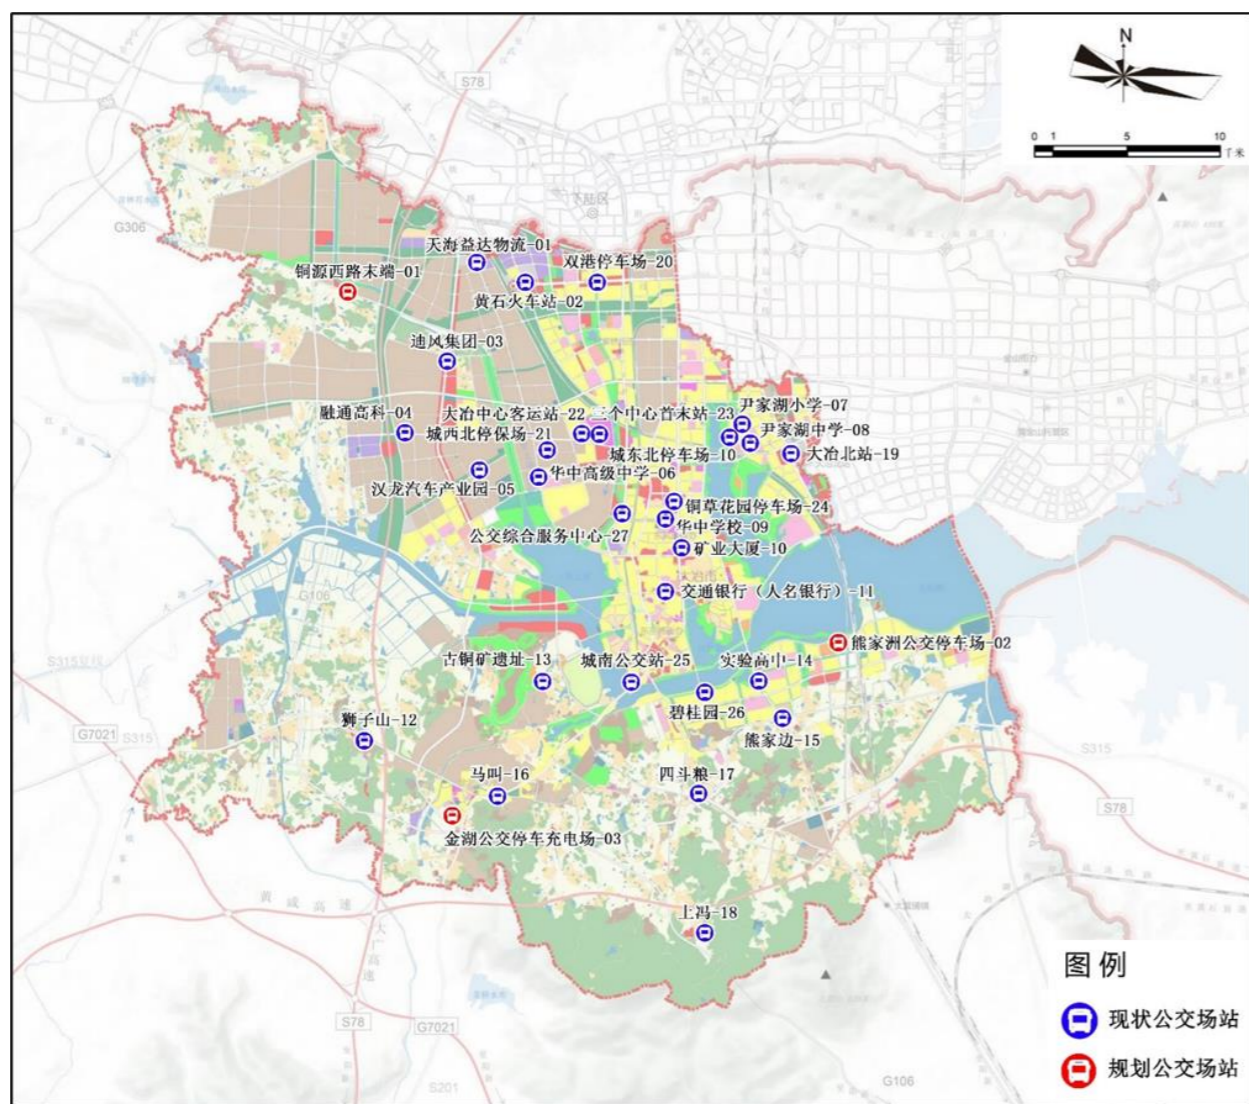 N
0 1 5 10
千米
S78
G306
下陆区
天海益达物流-01
双港停车场-20
铜源西路末端-01
黄石火车站-02
迪风集团-03
尹家湖小学-07
融通高科-04
大冶中心客运站-22
三个中心首末站-23
尹家湖中学-08
城西北停保场-21
城东北停车场-10
大冶北站-19
汉龙汽车产业园-05
华中高级中学-06
铜草花园停车场-24
华中学校-09
公交综合服务中心-27
矿业大厦-10
大冶市
G106
交通银行（人名银行）-11
熊家洲公交停车场-02
S315
古铜矿遗址-13
城南公交站-25
实验高中-14
碧桂园-26
狮子山-12
熊家边-15
G7021
S315
S315
马叫-16
四斗粮-17
S78
金湖公交停车充电场-03
黄咸高速
大广高速
上冯-18
S78
G7021
S201
G106
图例
现状公交场站
规划公交场站